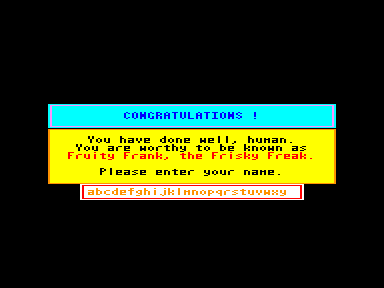 CONGRATULATIONS !
You have done well, human.
You are worthy to be known as
Fruity Frank, the Frisky Freak.
Please enter your name.
abcdefghijklmnopqrstuvwxy